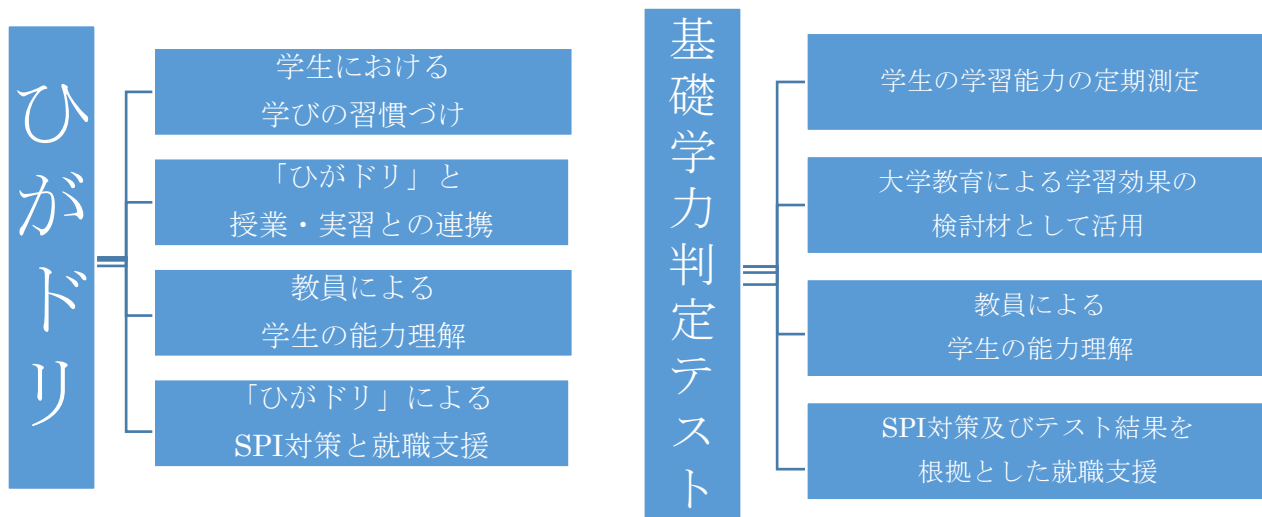 ひがドリ
学生における
学びの習慣づけ
「ひがドリ」と
授業・実習との連携
教員による
学生の能力理解
「ひがドリ」による
SPI対策と就職支援
基礎学力判定テスト
学生の学習能力の定期測定
大学教育による学習効果の
検討材として活用
教員による
学生の能力理解
SPI対策及びテスト結果を
根拠とした就職支援